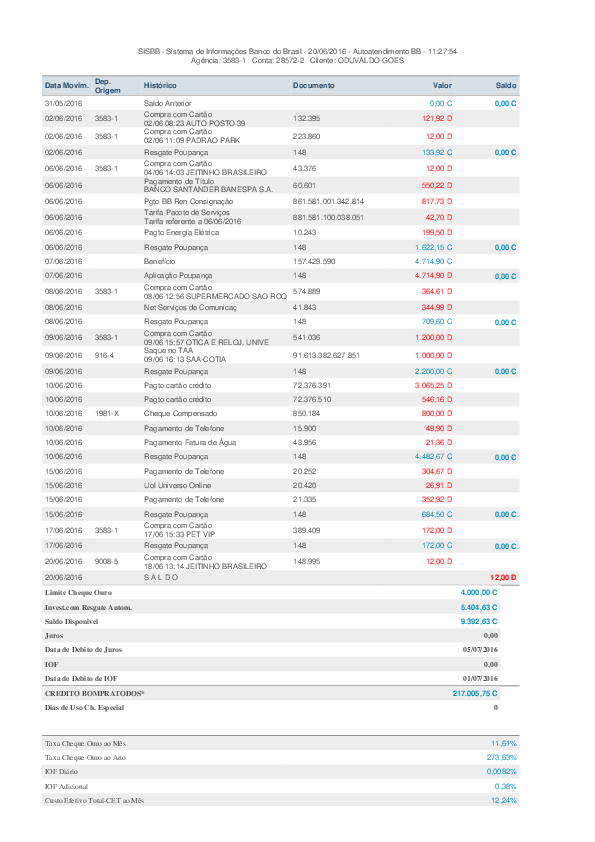 SISBB - Sistema de Informações Banco do Brasil - 20/06/2016 - Autoatendimento BB - 11:27:54
Agência: 3583-1 Conta: 28572-2 Cliente: ODUVALDO GOES
Data Movim. Dep. Origem Histórico Documento Valor Saldo
31/05/2016 Saldo Anterior 0,00 C 0,00 C
02/06/2016 3583-1 Compra com Cartão 132.395 121,92 D
02/06 08:23 AUTO POSTO 39
02/06/2016 3583-1 Compra com Cartão 223.860 12,00 D
02/06 11:09 PADRAO PARK
02/06/2016 Resgate Poupança 148 133,92 C 0,00 C
06/06/2016 3583-1 Compra com Cartão 43.376 12,00 D
04/06 14:03 JEITINHO BRASILEIRO
06/06/2016 Pagamento de Título 60.601 550,22 D
BANCO SANTANDER BANESPA S.A.
06/06/2016 Pgto BB Ren Consignação 861.581.001.342.814 817,73 D
06/06/2016 Tarifa Pacote de Serviços 881.581.100.038.051 42,70 D
Tarifa referente a 06/06/2016
06/06/2016 Pagto Energia Elétrica 10.243 199,50 D
06/06/2016 Resgate Poupança 148 1.622,15 C 0,00 C
07/06/2016 Benefício 157.429.590 4.714,90 C
07/06/2016 Aplicação Poupança 148 4.714,90 D 0,00 C
08/06/2016 3583-1 Compra com Cartão 574.889 364,61 D
08/06 12:56 SUPERMERCADO SAO ROQ
08/06/2016 Net Serviços de Comunicaç 41.843 344,99 D
08/06/2016 Resgate Poupança 148 709,60 C 0,00 C
09/06/2016 3583-1 Compra com Cartão 541.036 1.200,00 D
09/06 15:57 OTICA E RELOJ. UNIVE
09/06/2016 916-4 Saque no TAA 91.613.382.627.851 1.000,00 D
09/06 16:13 SAA-COTIA
09/06/2016 Resgate Poupança 148 2.200,00 C 0,00 C
10/06/2016 Pagto cartão crédito 72.376.391 3.065,25 D
10/06/2016 Pagto cartão crédito 72.376.510 546,16 D
10/06/2016 1981-X Cheque Compensado 850.184 800,00 D
10/06/2016 Pagamento de Telefone 15.900 49,90 D
10/06/2016 Pagamento Fatura de Água 43.956 21,36 D
10/06/2016 Resgate Poupança 148 4.482,67 C 0,00 C
15/06/2016 Pagamento de Telefone 20.252 304,67 D
15/06/2016 Uol Universo Online 20.420 26,91 D
15/06/2016 Pagamento de Telefone 21.335 352,92 D
15/06/2016 Resgate Poupança 148 684,50 C 0,00 C
17/06/2016 3583-1 Compra com Cartão 389.409 172,00 D
17/06 15:33 PET VIP
17/06/2016 Resgate Poupança 148 172,00 C 0,00 C
20/06/2016 9008-5 Compra com Cartão 148.995 12,00 D
18/06 13:14 JEITINHO BRASILEIRO
20/06/2016 S A L D O 12,00 D
Limite Cheque Ouro 4.000,00 C
Invest.com Resgate Autom. 5.404,63 C
Saldo Disponivel 9.392,63 C
Juros 0,00
Data de Debito de Juros 05/07/2016
IOF 0,00
Data de Debito de IOF 01/07/2016
CREDITO BOMPRATODOS* 217.005,75 C
Dias de Uso Ch. Especial 0
Taxa Cheque Ouro ao Mês 11,61%
Taxa Cheque Ouro ao Ano 273,63%
IOF Diário 0,0082%
IOF Adicional 0,38%
Custo Efetivo Total-CET ao Mês 12,24%